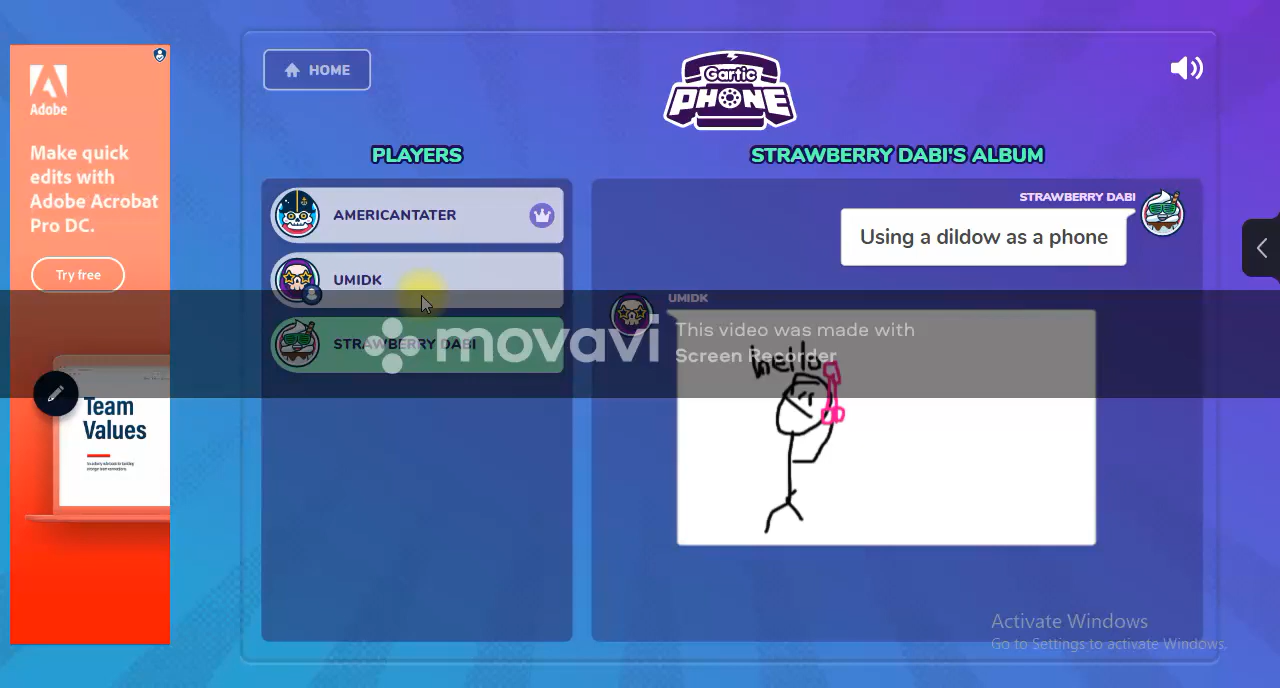 Adobe
Make quick
edits with
Adobe Acrobat
Pro DC.
Try free
Team
Values
HOME
Gartic
PHONE
PLAYERS
AMERICANTATER
UMIDK
STRAWBERRY DABI
STRAWBERRY DABI'S ALBUM
STRAWBERRY DABI
Using a dildow as a phone
UMIDK
hello
movavi
This video was made with
Screen Recorder
Activate Windows
Go to Settings to activate Windows.